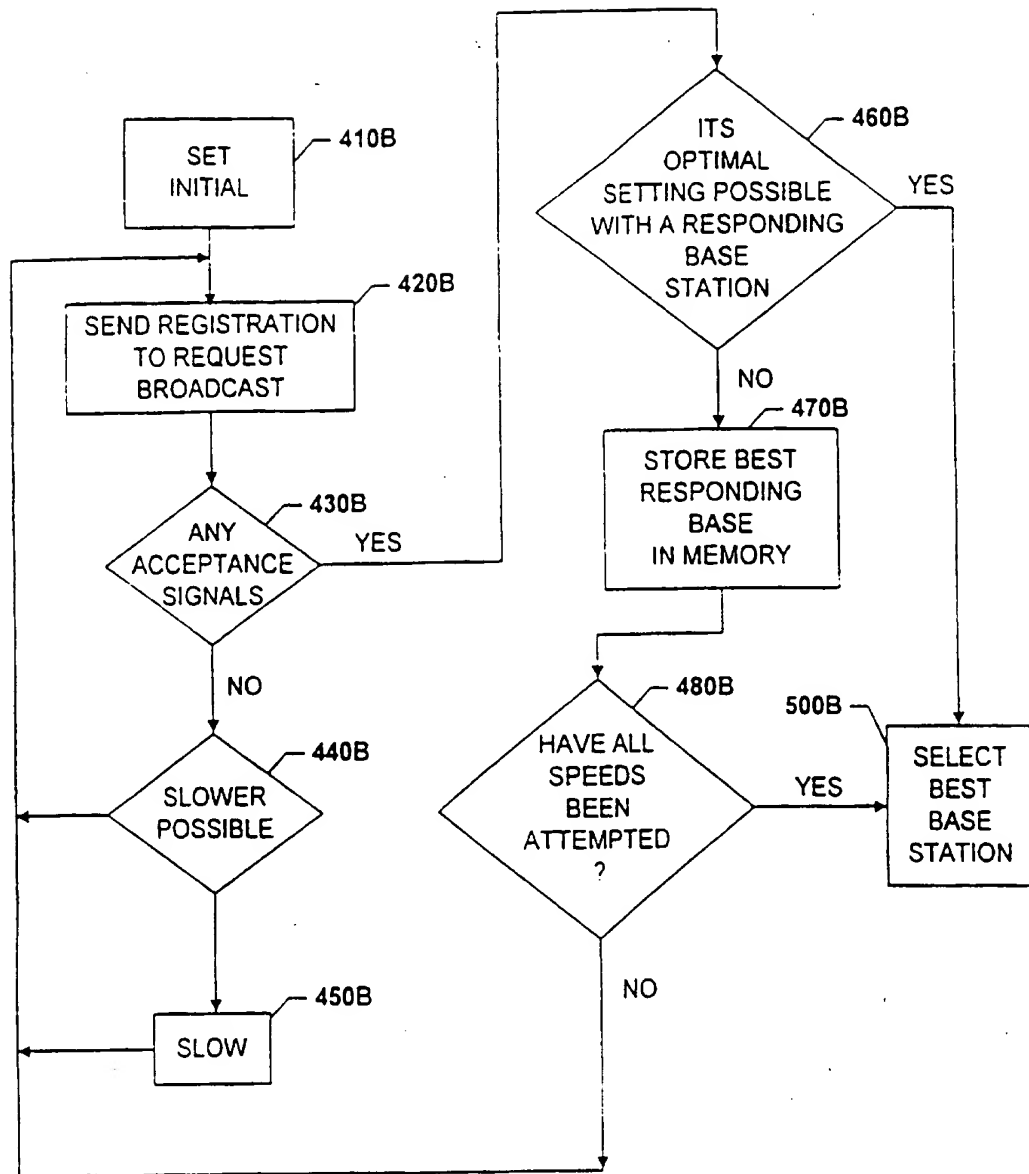 SET
INITIAL
410B
SEND REGISTRATION
TO REQUEST
BROADCAST
420B
ANY
ACCEPTANCE
SIGNALS
430B
YES
NO
SLOWER
POSSIBLE
440B
SLOW
450B
ITS
OPTIMAL
SETTING POSSIBLE
WITH A RESPONDING
BASE
STATION
460B
YES
NO
STORE BEST
RESPONDING
BASE
IN MEMORY
470B
HAVE ALL
SPEEDS
BEEN
ATTEMPTED
?
480B
YES
NO
500B
SELECT
BEST
BASE
STATION